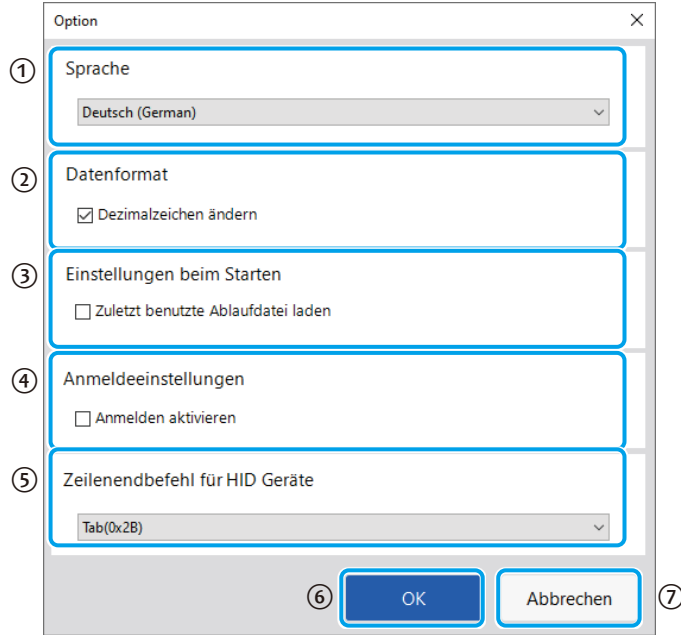 Option
① Sprache
Deutsch (German)
② Datenformat
Dezimalzeichen ändern
③ Einstellungen beim Starten
Zuletzt benutzte Ablaufdatei laden
④ Anmeldeeinstellungen
Anmelden aktivieren
⑤ Zeilenendbefehl für HID Geräte
Tab(0x2B)
⑥ OK Abbrechen ⑦